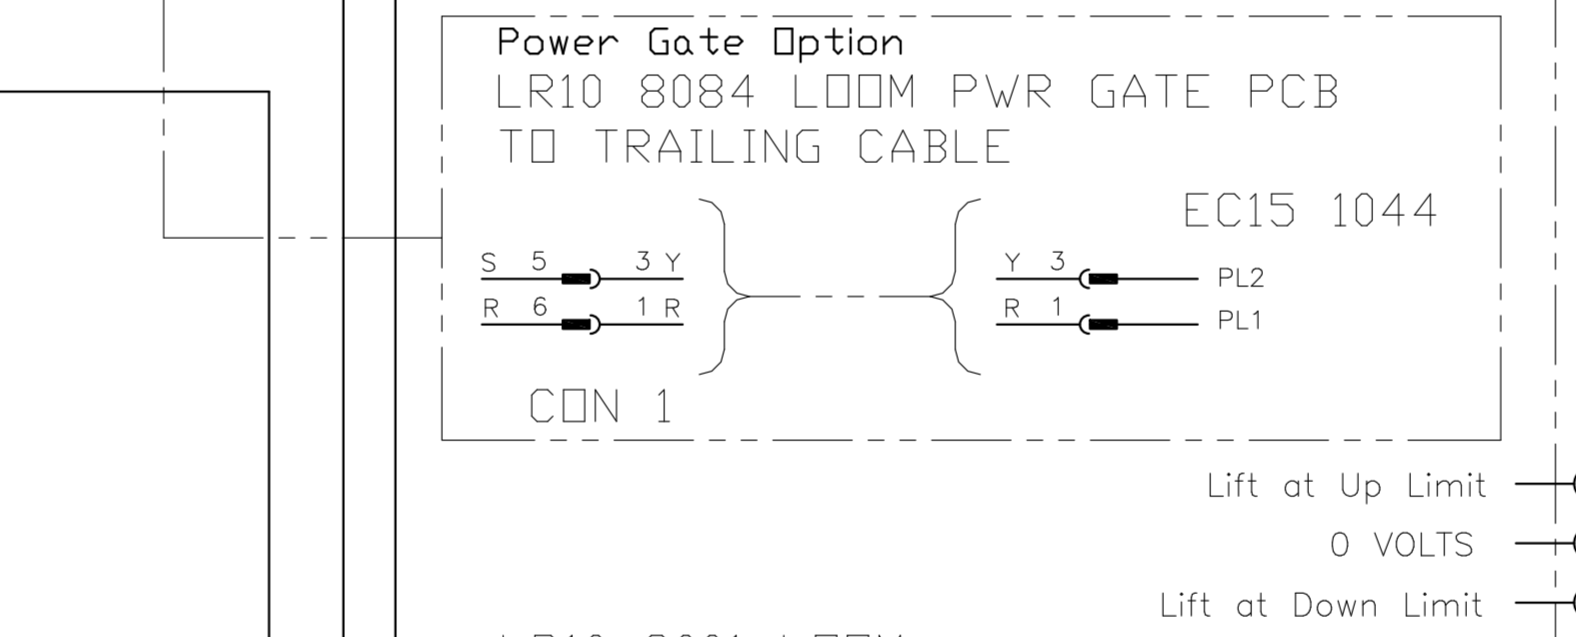 Power Gate Option
LR10 8084 LOOM PWR GATE PCB
TO TRAILING CABLE
EC15 1044
S 5 3 Y Y 3 PL2
R 6 1 R R 1 PL1
CON 1
Lift at Up Limit
0 VOLTS
Lift at Down Limit